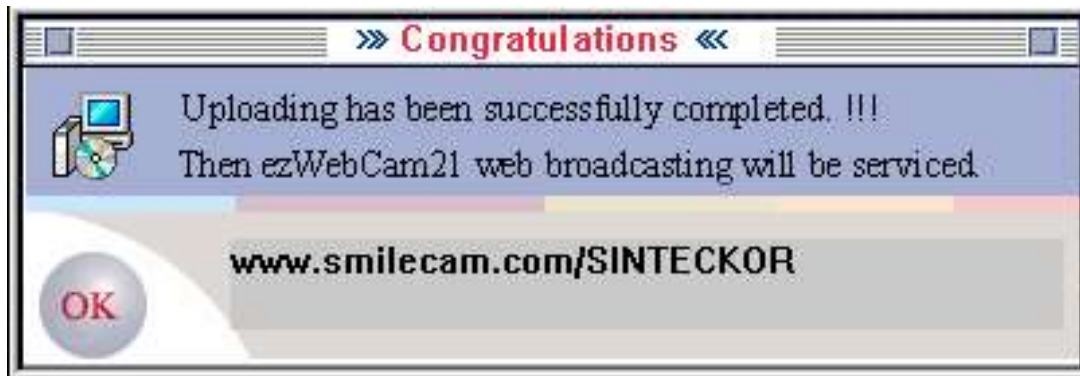 >>> Congratulations <<<
Uploading has been successfully completed. !!!
Then ezWebCam21 web broadcasting will be serviced.
www.smilecam.com/SINTECKOR
OK